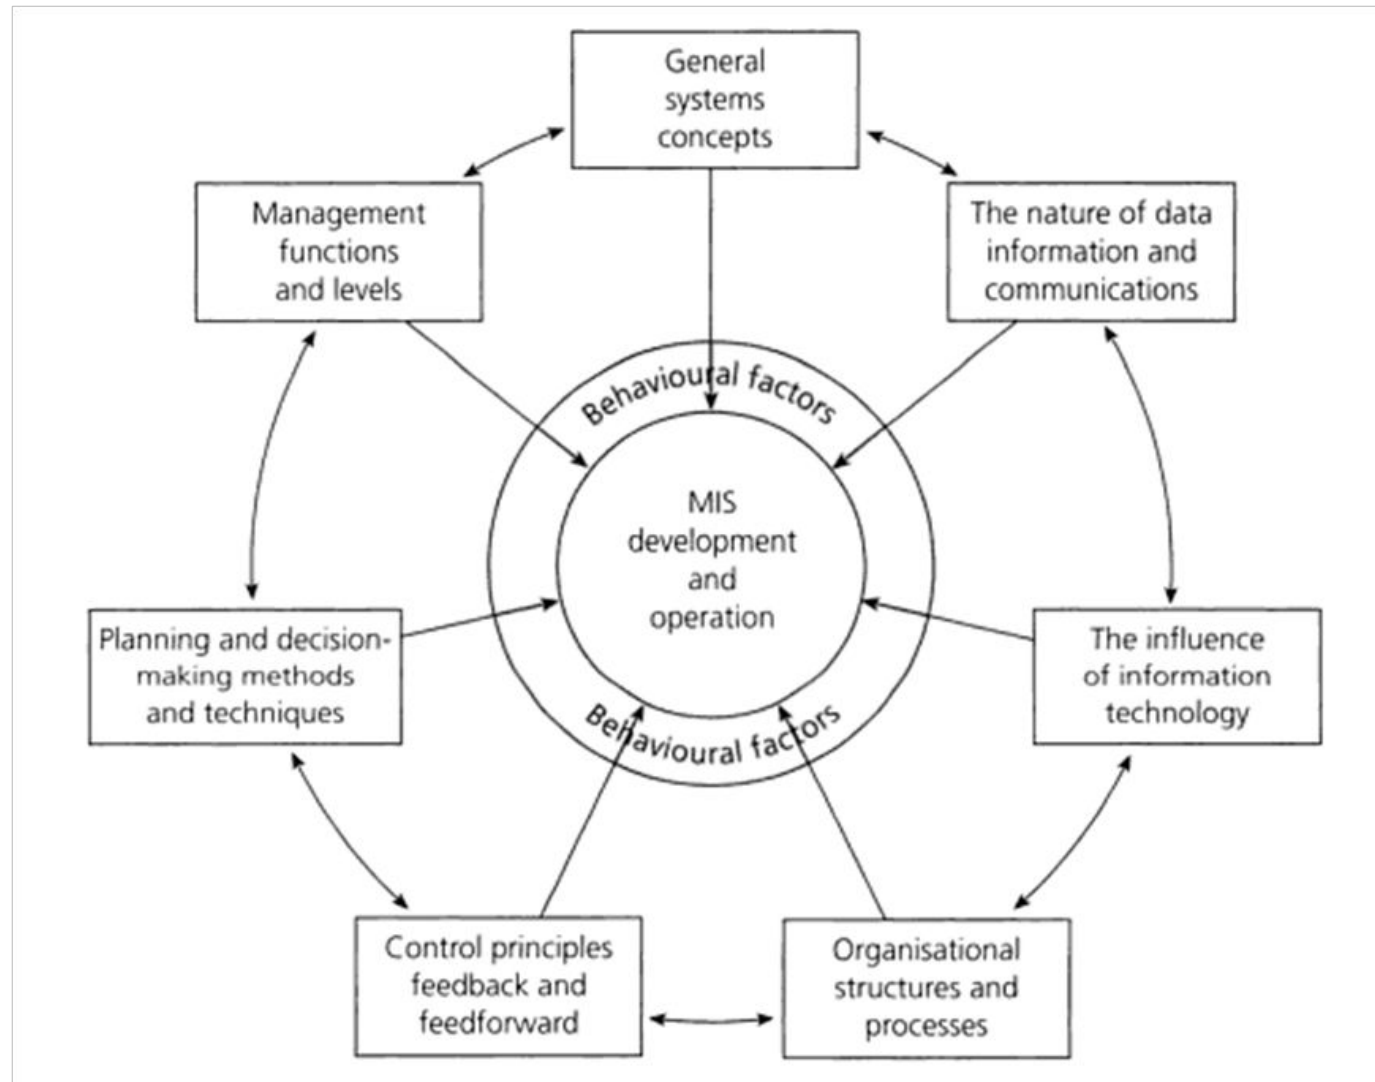 General
systems
concepts
Management
functions
and levels
The nature of data
information and
communications
Behavioural factors
MIS
development
and
operation
Planning and decision-
making methods
and techniques
The influence
of information
technology
Behavioural factors
Control principles
feedback and
feedforward
Organisational
structures and
processes